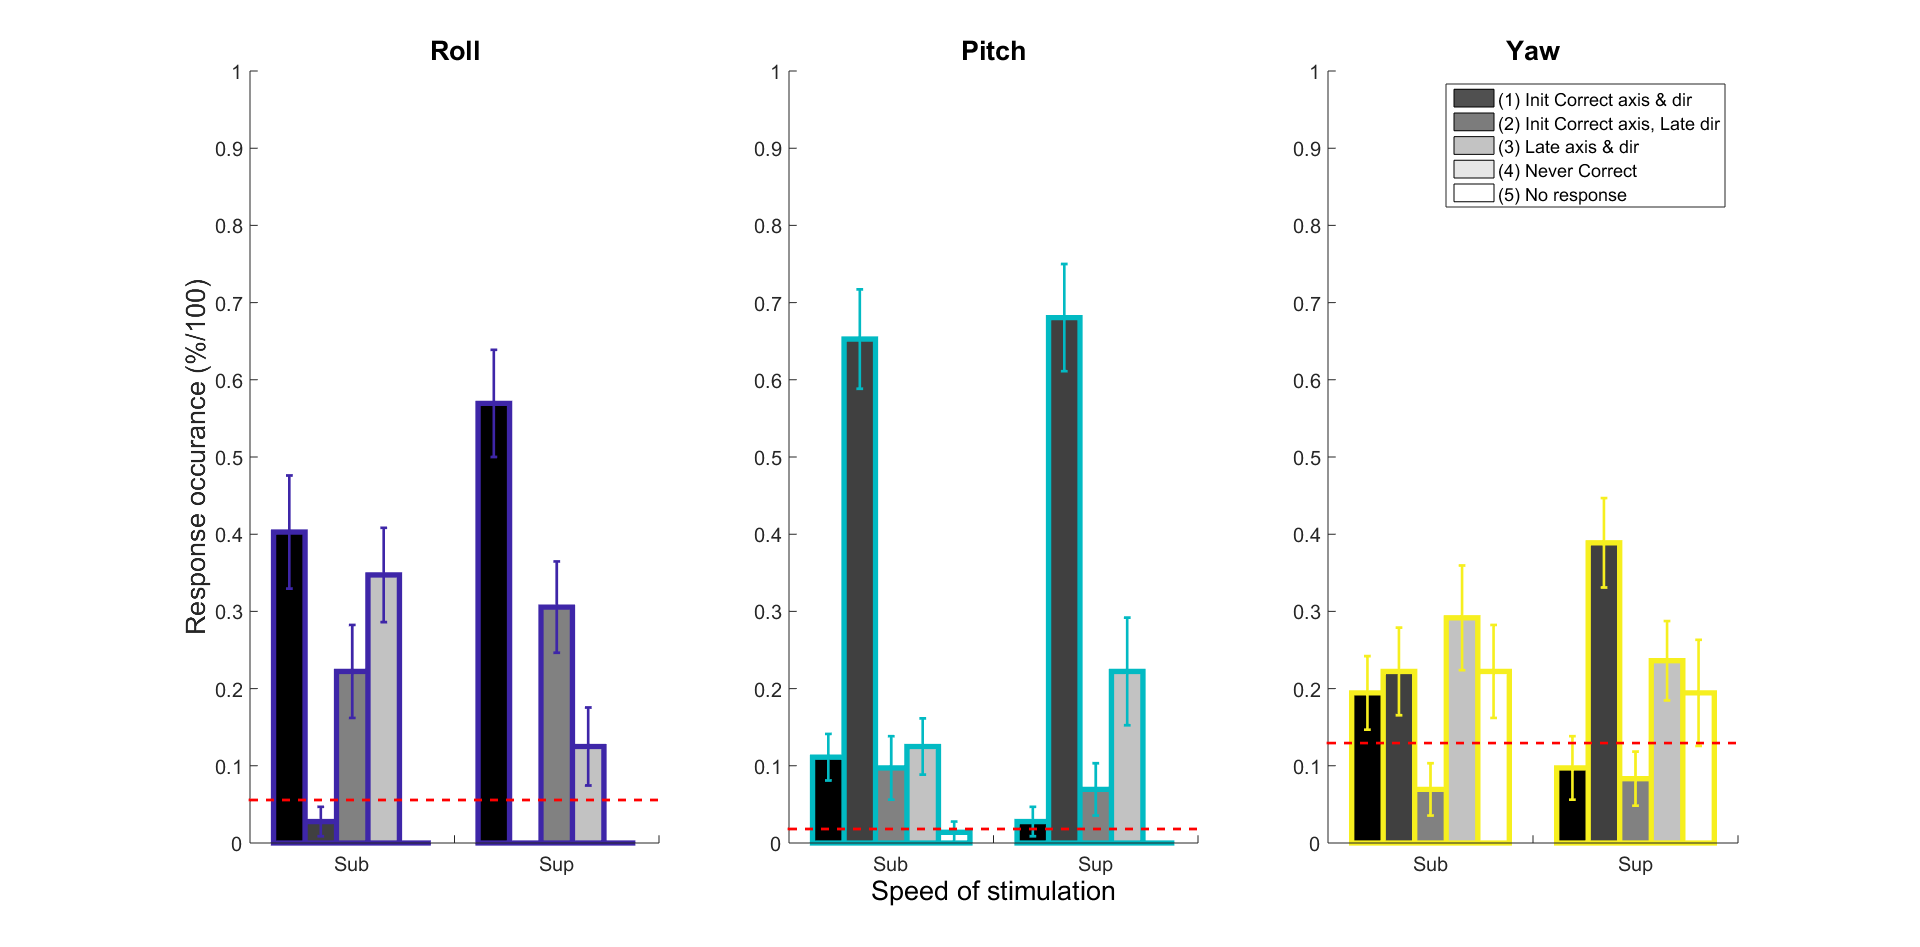 Roll
Pitch
Yaw
Response occurance (%/100)
1
0.9
0.8
0.7
0.6
0.5
0.4
0.3
0.2
0.1
0
Sub
Sup
1
0.9
0.8
0.7
0.6
0.5
0.4
0.3
0.2
0.1
0
Sub
Sup
Speed of stimulation
1
0.9
0.8
0.7
0.6
0.5
0.4
0.3
0.2
0.1
0
Sub
Sup
(1) Init Correct axis & dir
(2) Init Correct axis, Late dir
(3) Late axis & dir
(4) Never Correct
(5) No response